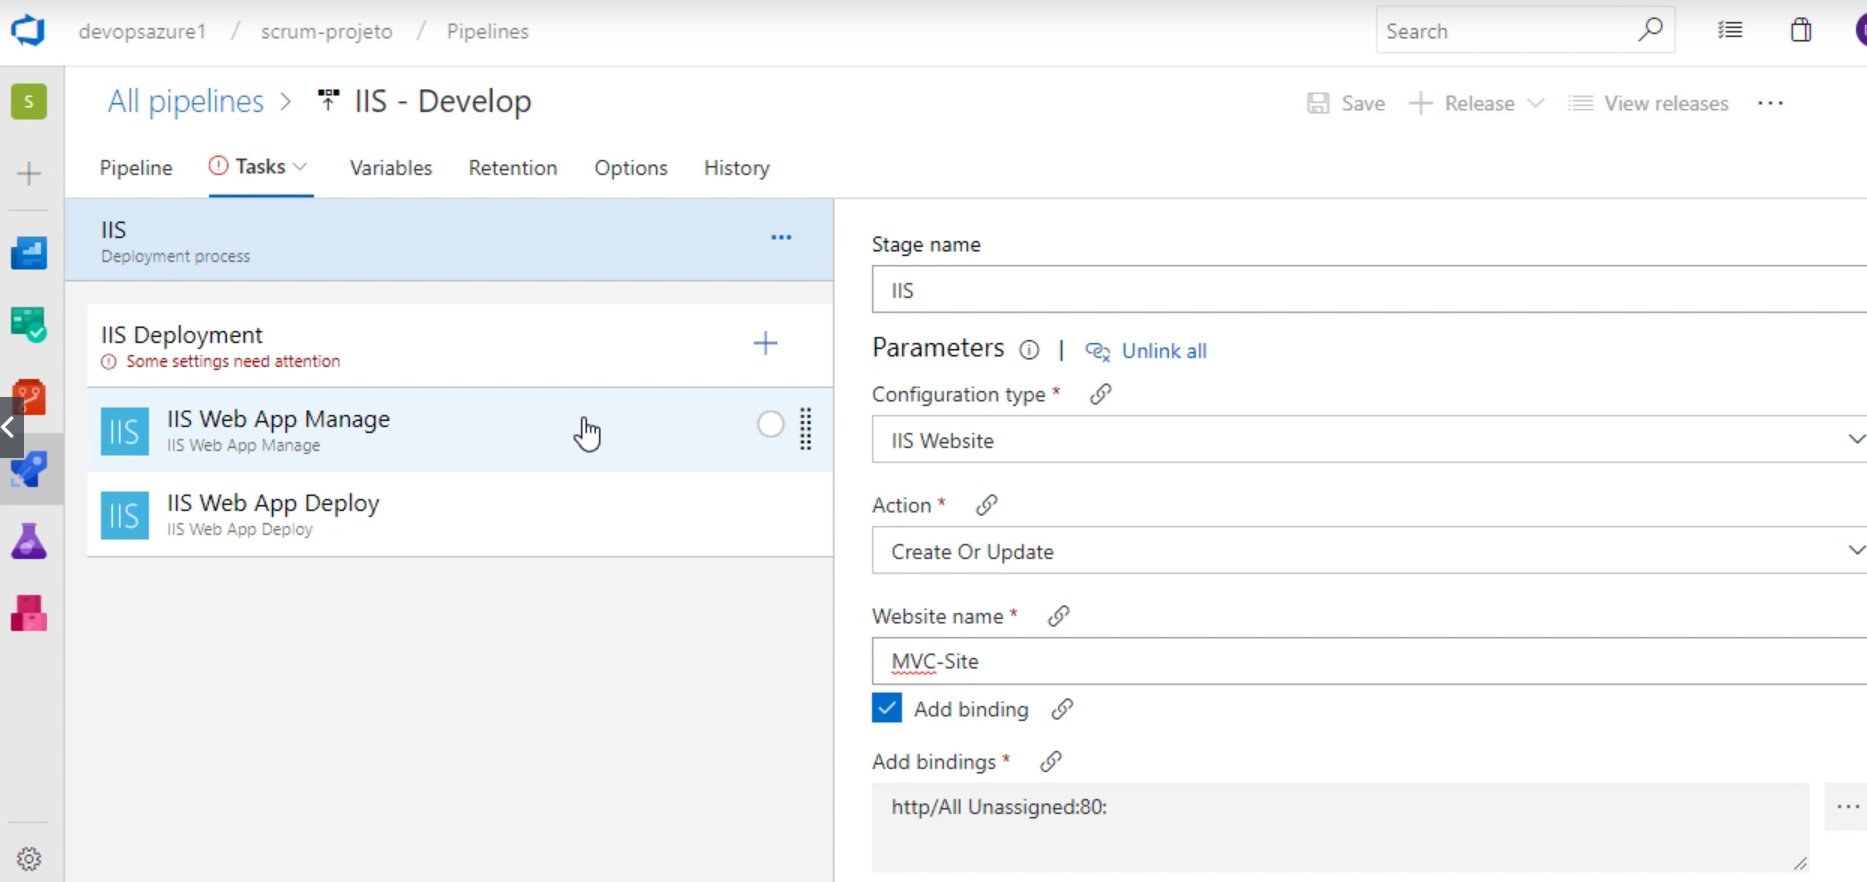 devopsazure1 / scrum-projeto / Pipelines
Search
S
All pipelines > IIS - Develop
Save
Release
View releases
Pipeline
Tasks
Variables
Retention
Options
History
IIS
Deployment process
IIS Deployment
Some settings need attention
IIS
IIS Web App Manage
IIS Web App Manage
IIS
IIS Web App Deploy
IIS Web App Deploy
Stage name
IIS
Parameters | Unlink all
Configuration type *
IIS Website
Action *
Create Or Update
Website name *
MVC-Site
Add binding
Add bindings *
http/All Unassigned:80: